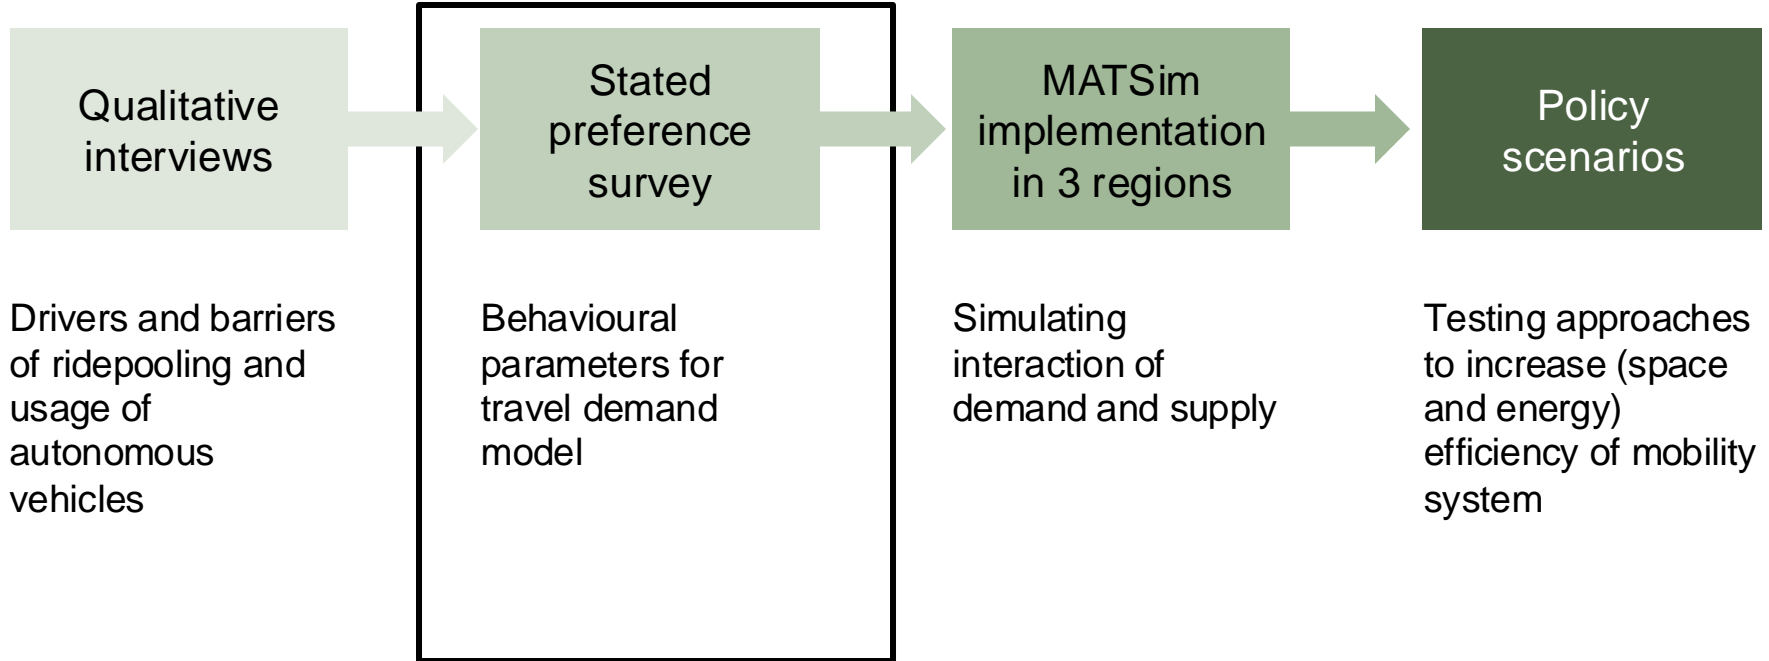 Qualitative
interviews
Stated
preference
survey
MATSim
implementation
in 3 regions
Policy
scenarios
Drivers and barriers
of ridepooling and
usage of
autonomous
vehicles
Behavioural
parameters for
travel demand
model
Simulating
interaction of
demand and supply
Testing approaches
to increase (space
and energy)
efficiency of mobility
system